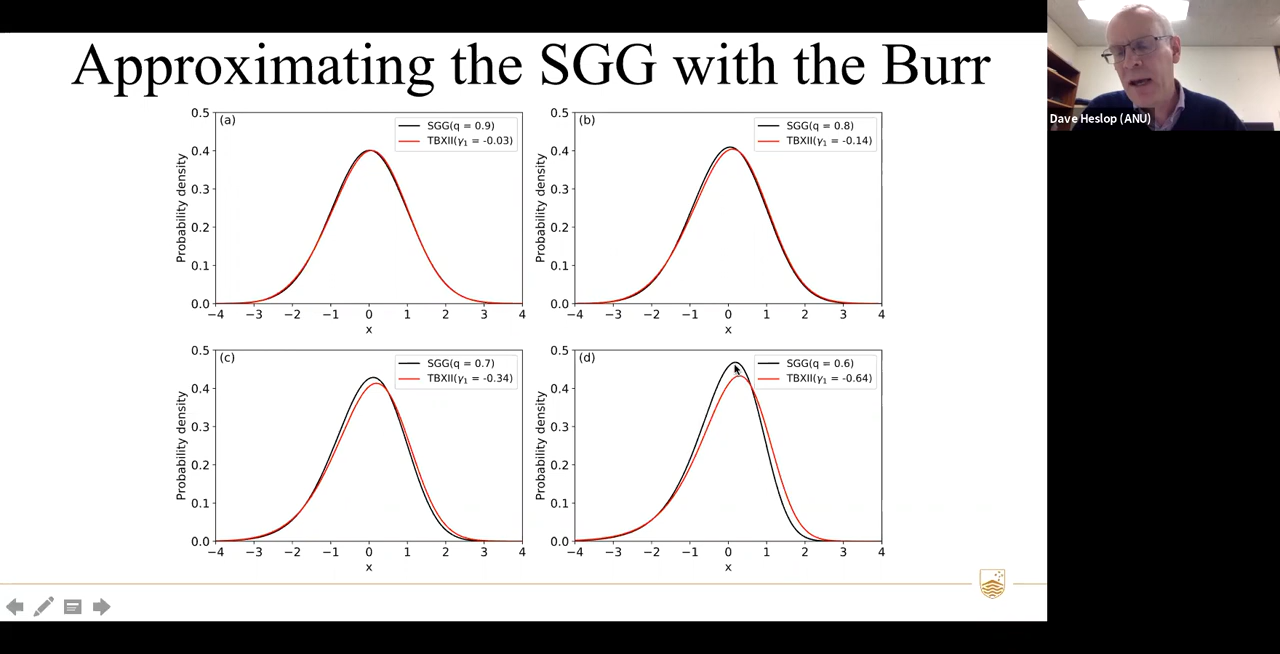 Approximating the SGG with the Burr
Dave Heslop (ANU)
(a)
SGG(q = 0.9)
TBXII(γ₁ = -0.03)
Probability density
0.5
0.4
0.3
0.2
0.1
0.0
−4 −3 −2 −1 0 1 2 3 4
x
(b)
SGG(q = 0.8)
TBXII(γ₁ = -0.14)
Probability density
0.5
0.4
0.3
0.2
0.1
0.0
−4 −3 −2 −1 0 1 2 3 4
x
(c)
SGG(q = 0.7)
TBXII(γ₁ = -0.34)
Probability density
0.5
0.4
0.3
0.2
0.1
0.0
−4 −3 −2 −1 0 1 2 3 4
x
(d)
SGG(q = 0.6)
TBXII(γ₁ = -0.64)
Probability density
0.5
0.4
0.3
0.2
0.1
0.0
−4 −3 −2 −1 0 1 2 3 4
x